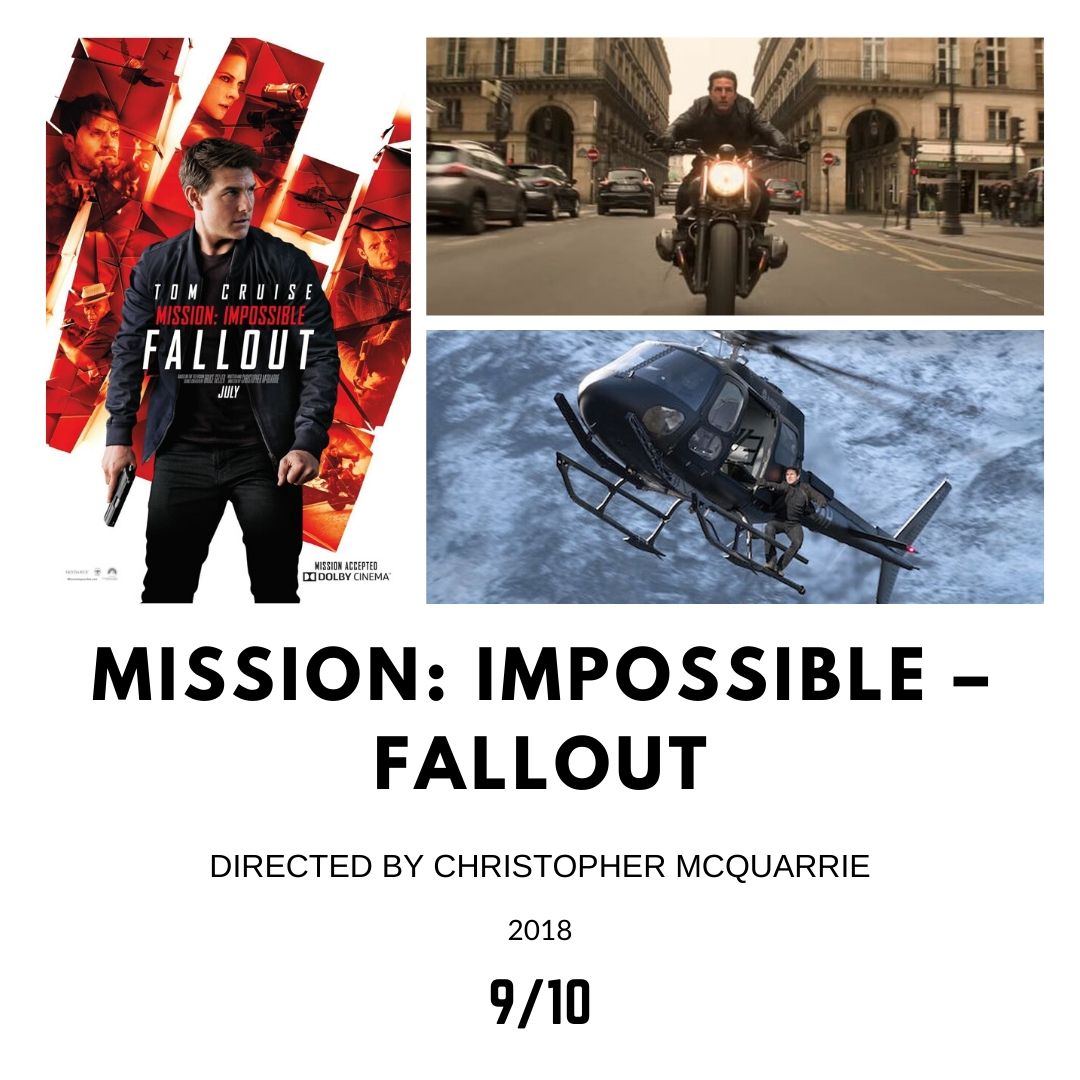 TOM CRUISE
MISSION: IMPOSSIBLE
FALLOUT
JULY
MISSION ACCEPTED
DOLBY CINEMA
MISSION: IMPOSSIBLE –
FALLOUT
DIRECTED BY CHRISTOPHER MCQUARRIE
2018
9/10